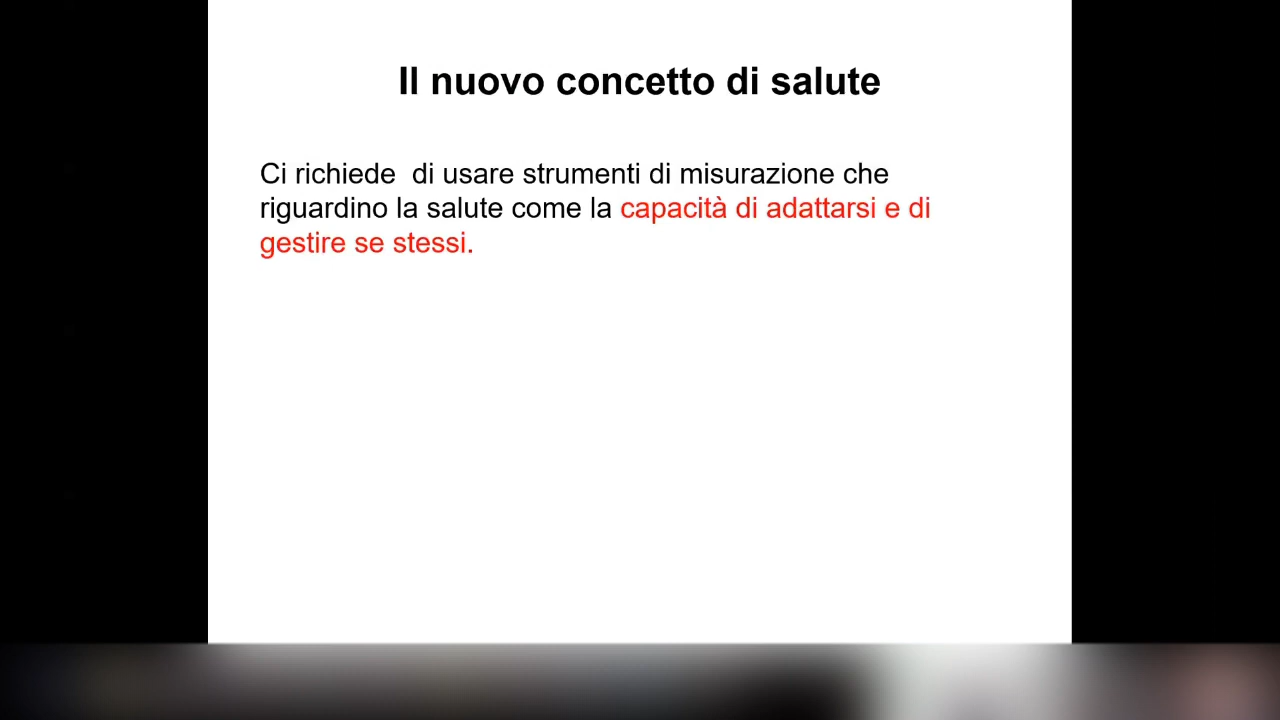 Il nuovo concetto di salute
Ci richiede  di usare strumenti di misurazione che
riguardino la salute come la capacità di adattarsi e di
gestire se stessi.